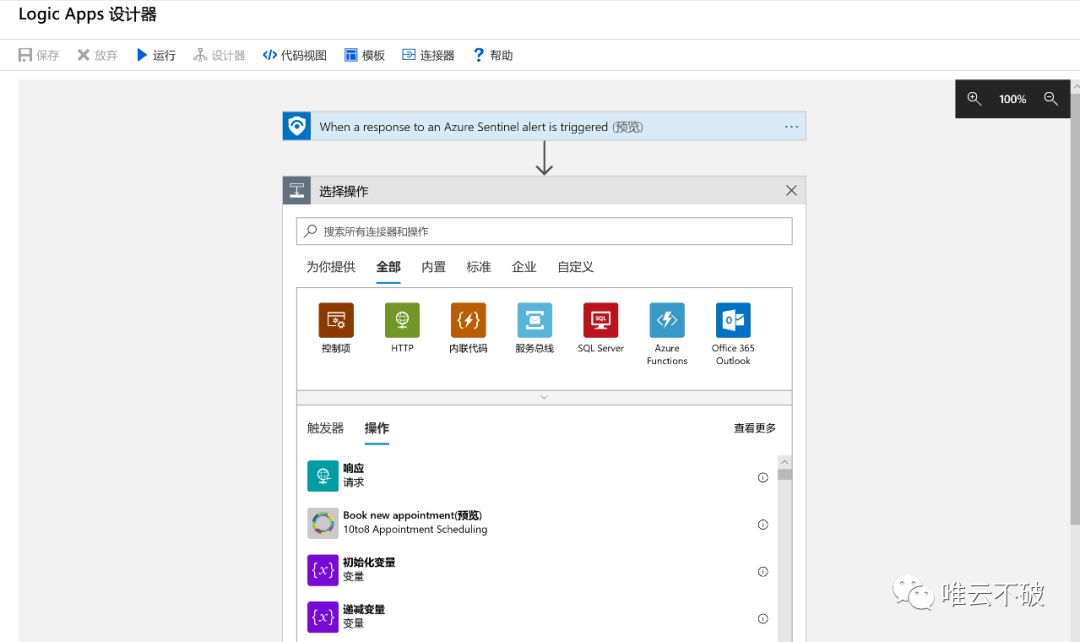 Logic Apps 设计器
保存 放弃 运行 设计器 代码视图 模板 连接器 帮助
100%
When a response to an Azure Sentinel alert is triggered (预览)
选择操作
搜索所有连接器和操作
为你提供 全部 内置 标准 企业 自定义
SQL
控制项 HTTP 内联代码 服务总线 SQL Server Azure Functions Office 365 Outlook
触发器 操作 查看更多
响应
请求
Book new appointment(预览)
10to8 Appointment Scheduling
初始化变量
变量
递减变量
变量
唯云不破